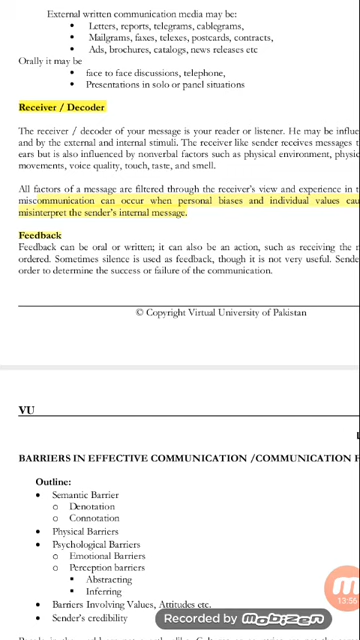 External written communication media may be:
• Letters, reports, telegrams, cablegrams,
• Mailgrams, faxes, telexes, postcards, contracts,
• Ads, brochures, catalogs, news releases etc
Orally it may be
• face to face discussions, telephone,
• Presentations in solo or panel situations
Receiver / Decoder
The receiver / decoder of your message is your reader or listener. He may be influe
and by the external and internal stimuli. The receiver like sender receives messages t
ears but is also influenced by nonverbal factors such as physical environment, physic
movements, voice quality, touch, taste, and smell.
All factors of a message are filtered through the receiver's view and experience in t
miscommunication can occur when personal biases and individual values cau
misinterpret the sender's internal message.
Feedback
Feedback can be oral or written; it can also be an action, such as receiving the m
ordered. Sometimes silence is used as feedback, though it is not very useful. Sende
order to determine the success or failure of the communication.
© Copyright Virtual University of Pakistan
VU
BARRIERS IN EFFECTIVE COMMUNICATION /COMMUNICATION F
Outline:
• Semantic Barrier
o Denotation
o Connotation
• Physical Barriers
• Psychological Barriers
o Emotional Barriers
o Perception barriers
▪ Abstracting
▪ Inferring
• Barriers Involving Values, Attitudes etc.
• Sender's credibility
13:56
Recorded by mobizen